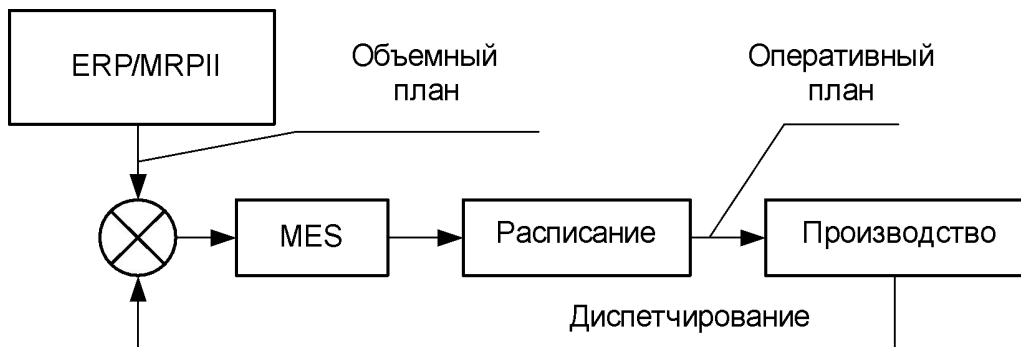 ERP/MRPII
Объемный
план
Оперативный
план
MES
Расписание
Производство
Диспетчирование